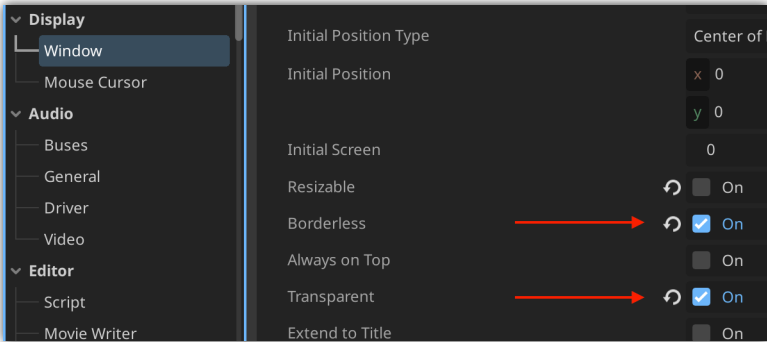 Display
Window
Mouse Cursor
Audio
Buses
General
Driver
Video
Editor
Script
Movie Writer
Initial Position Type Center of
Initial Position x 0
y 0
Initial Screen 0
Resizable On
Borderless On
Always on Top On
Transparent On
Extend to Title On